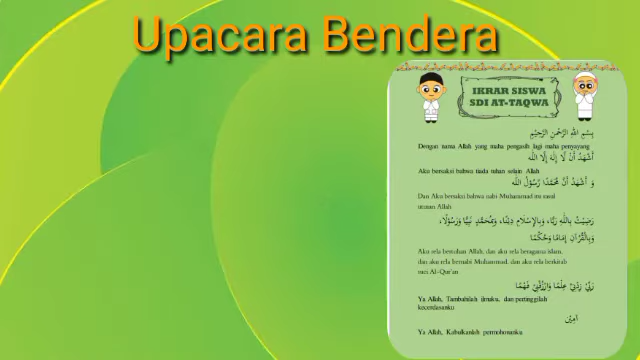 Upacara Bendera
IKRAR SISWA
SDI AT-TAQWA
بِسْمِ اللهِ الرَّحْمٰنِ الرَّحِيْمِ
Dengan nama Allah yang maha pengasih lagi maha penyayang
أَشْهَدُ أَنْ لَّا إِلٰهَ إِلَّا اللّٰه
Aku bersaksi bahwa tiada tuhan selain Allah
وَ أَشْهَدُ أَنَّ مُحَمَّدًا رَّسُوْلُ اللّٰه
Dan Aku bersaksi bahwa nabi Muhammad itu rasul
utusan Allah
رَضِيْتُ بِاللّٰهِ رَبًّا، وَبِالْإِسْلَامِ دِيْنًا، وَبِمُحَمَّدٍ نَبِيًّا وَرَسُوْلًا،
وَبِالْقُرْآنِ إِمَامًا وَحُكْمًا
Aku rela bertuhan Allah, dan aku rela beragama islam,
dan aku rela bernabi Muhammad, dan aku rela berkitab
suci Al-Qur'an
رَبِّيْ زِدْنِيْ عِلْمًا وَارْزُقْنِيْ فَهْمًا
Ya Allah, Tambahilah ilmuku, dan pertinggilah
kecerdasanku
آمِيْن
Ya Allah, Kabulkanlah permohonanku